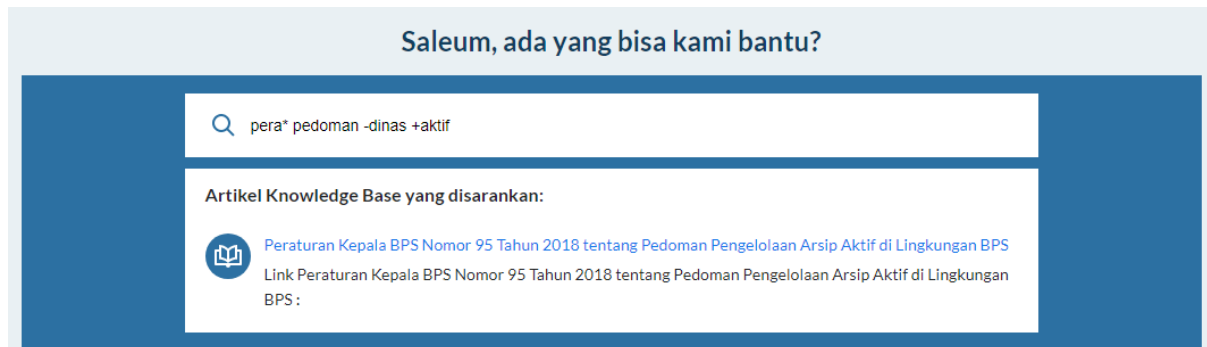 Saleum, ada yang bisa kami bantu?
pera* pedoman -dinas +aktif
Artikel Knowledge Base yang disarankan:
Peraturan Kepala BPS Nomor 95 Tahun 2018 tentang Pedoman Pengelolaan Arsip Aktif di Lingkungan BPS
Link Peraturan Kepala BPS Nomor 95 Tahun 2018 tentang Pedoman Pengelolaan Arsip Aktif di Lingkungan
BPS :